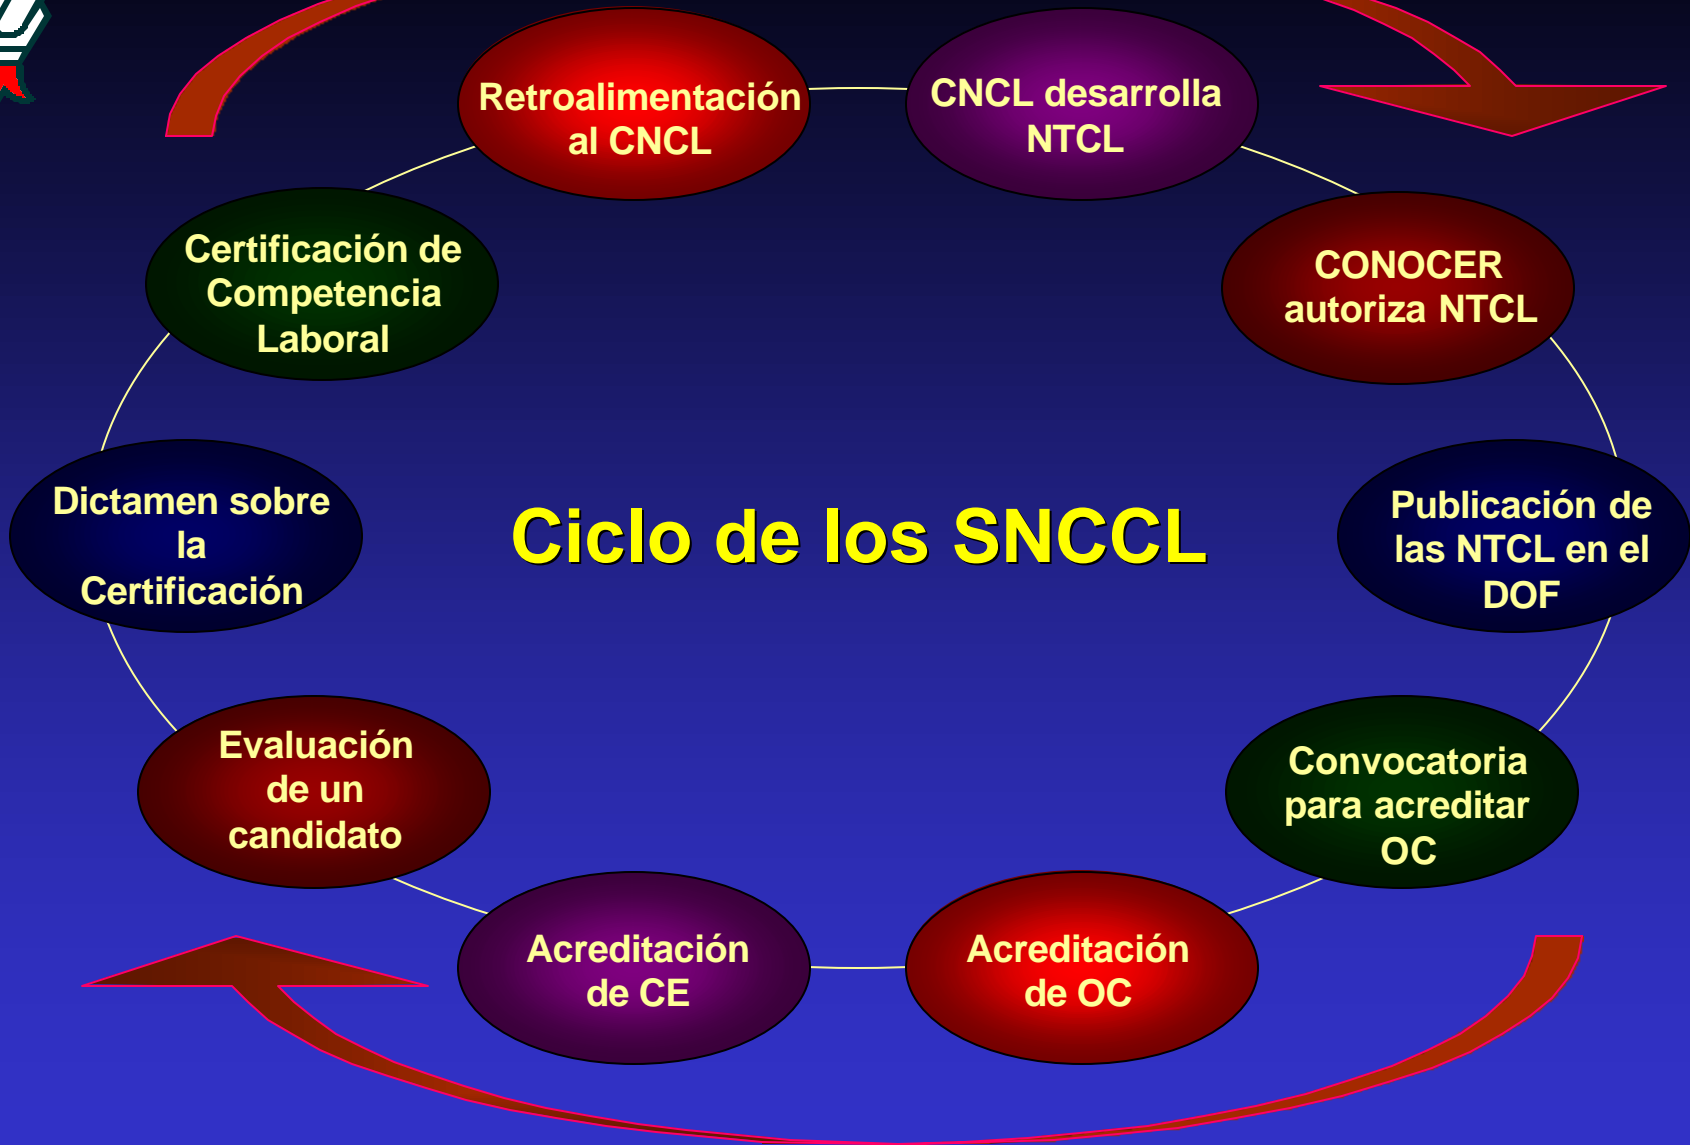 Retroalimentación
al CNCL
CNCL desarrolla
NTCL
CONOCER
autoriza NTCL
Publicación de
las NTCL en el
DOF
Convocatoria
para acreditar
OC
Acreditación
de OC
Acreditación
de CE
Evaluación
de un
candidato
Dictamen sobre
la
Certificación
Certificación de
Competencia
Laboral
Ciclo de los SNCCL